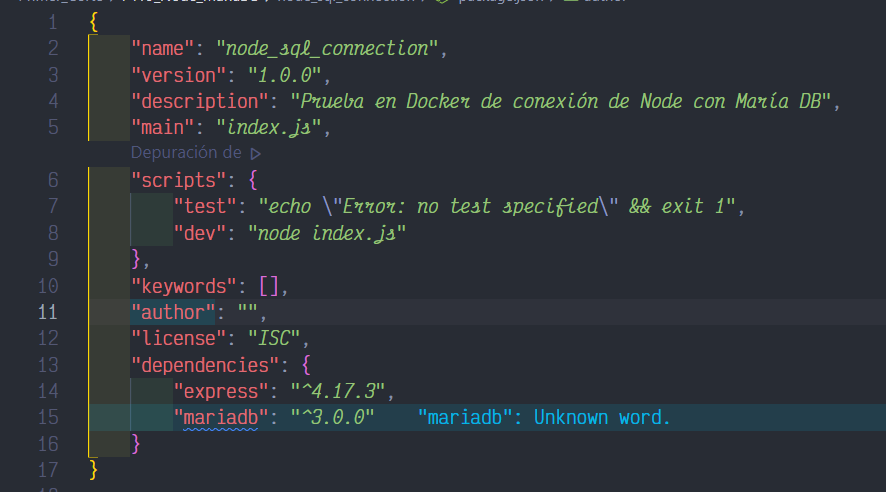 1 {
2 "name": "node_sql_connection",
3 "version": "1.0.0",
4 "description": "Prueba en Docker de conexión de Node con María DB",
5 "main": "index.js",
Depuración de ▷
6 "scripts": {
7 "test": "echo \"Error: no test specified\" && exit 1",
8 "dev": "node index.js"
9 },
10 "keywords": [],
11 "author": "",
12 "license": "ISC",
13 "dependencies": {
14 "express": "^4.17.3",
15 "mariadb": "^3.0.0" "mariadb": Unknown word.
16 }
17 }